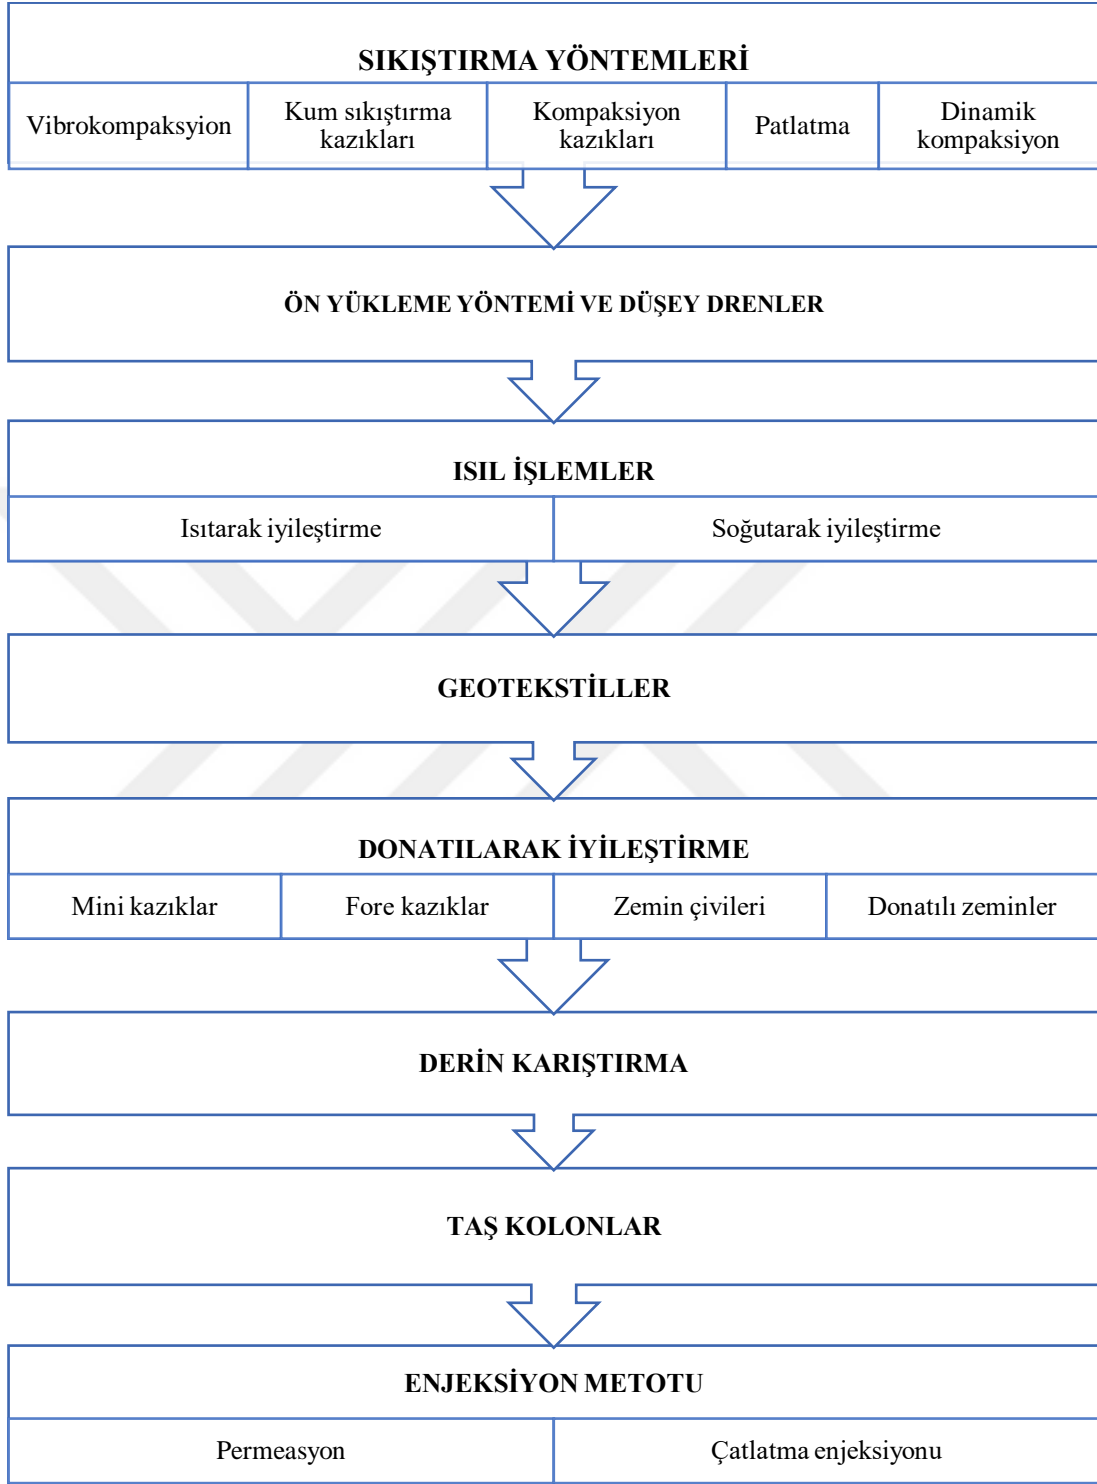 SIKIŞTIRMA YÖNTEMLERİ
Vibrokompaksyion
Kum sıkıştırma
kazıkları
Kompaksiyon
kazıkları
Patlatma
Dinamik
kompaksiyon
ÖN YÜKLEME YÖNTEMİ VE DÜŞEY DRENLER
ISIL İŞLEMLER
Isıtarak iyileştirme
Soğutarak iyileştirme
GEOTEKSTİLLER
DONATILARAK İYİLEŞTİRME
Mini kazıklar
Fore kazıklar
Zemin çivileri
Donatılı zeminler
DERİN KARIŞTIRMA
TAŞ KOLONLAR
ENJEKSİYON METOTU
Permeasyon
Çatlatma enjeksiyonu